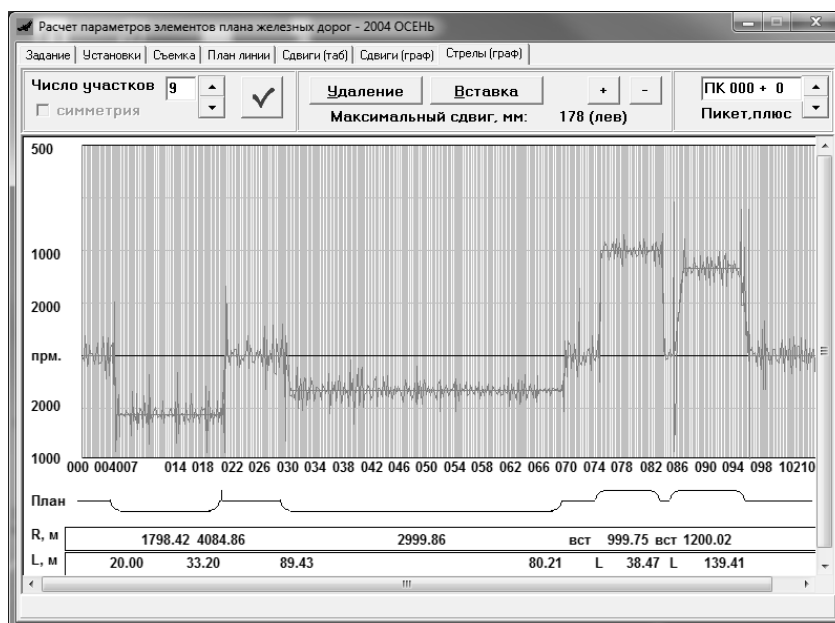 Расчет параметров элементов плана железных дорог - 2004 ОСЕНЬ
Задание Установки Съемка План линии Сдвиги (таб) Сдвиги (граф) Стрелы (граф)
Число участков 9
симметрия
Удаление Вставка + -
Максимальный сдвиг, мм: 178 (лев)
ПК 000 + 0
Пикет,плюс
500
1000
2000
прм.
2000
1000
000 004007 014 018 022 026 030 034 038 042 046 050 054 058 062 066 070 074 078 082 086 090 094 098 10210
План
R, м 1798.42 4084.86 2999.86 вст 999.75 вст 1200.02
L, м 20.00 33.20 89.43 80.21 L 38.47 L 139.41